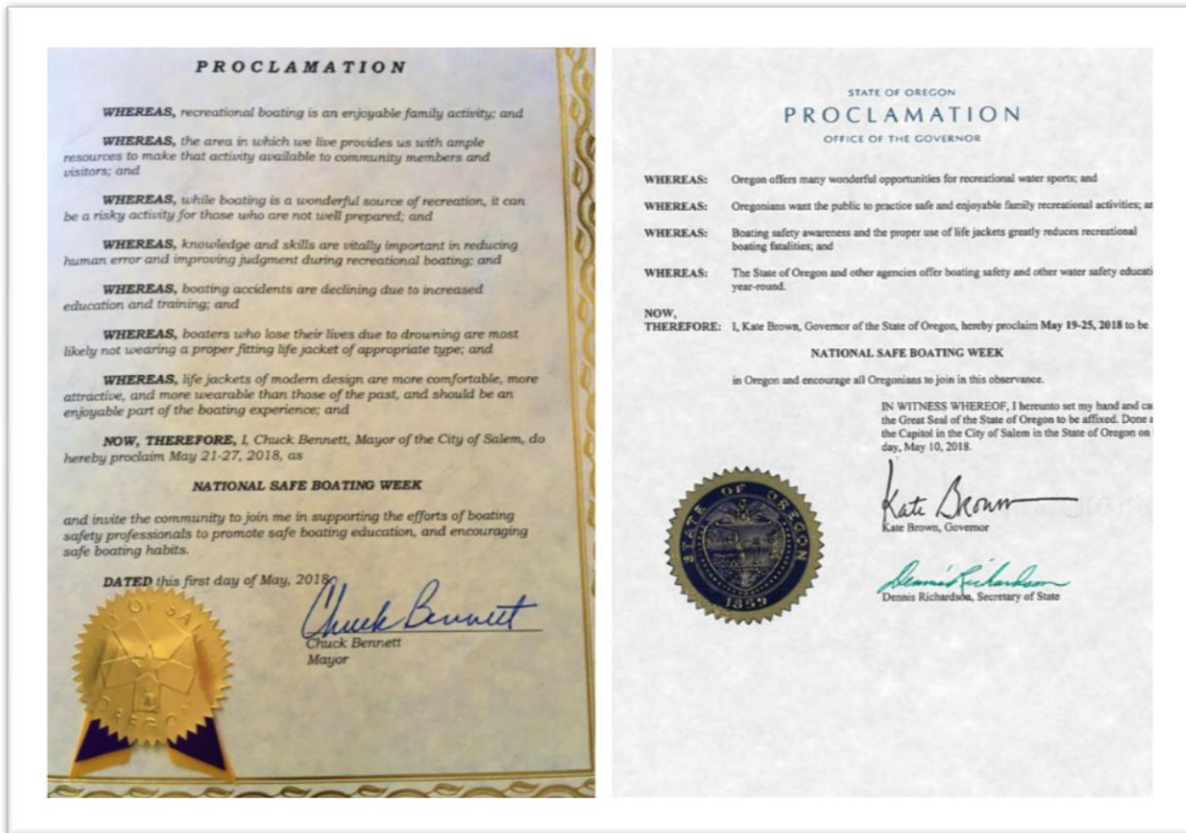 PROCLAMATION
WHEREAS, recreational boating is an enjoyable family activity; and
WHEREAS, the area in which we live provides us with ample
resources to make that activity available to community members and
visitors; and
WHEREAS, while boating is a wonderful source of recreation, it can
be a risky activity for those who are not well prepared; and
WHEREAS, knowledge and skills are vitally important in reducing
human error and improving judgment during recreational boating; and
WHEREAS, boating accidents are declining due to increased
education and training; and
WHEREAS, boaters who lose their lives due to drowning are most
likely not wearing a proper fitting life jacket of appropriate type; and
WHEREAS, life jackets of modern design are more comfortable, more
attractive, and more wearable than those of the past, and should be an
enjoyable part of the boating experience; and
NOW, THEREFORE, I, Chuck Bennett, Mayor of the City of Salem, do
hereby proclaim May 21-27, 2018, as
NATIONAL SAFE BOATING WEEK
and invite the community to join me in supporting the efforts of boating
safety professionals to promote safe boating education, and encouraging
safe boating habits.
DATED this first day of May, 2018.
Chuck Bennett
Chuck Bennett
Mayor
OF SA
OREGO
STATE OF OREGON
PROCLAMATION
OFFICE OF THE GOVERNOR
WHEREAS: Oregon offers many wonderful opportunities for recreational water sports; and
WHEREAS: Oregonians want the public to practice safe and enjoyable family recreational activities; an
WHEREAS: Boating safety awareness and the proper use of life jackets greatly reduces recreational
boating fatalities; and
WHEREAS: The State of Oregon and other agencies offer boating safety and other water safety educati
year-round.
NOW,
THEREFORE: I, Kate Brown, Governor of the State of Oregon, hereby proclaim May 19-25, 2018 to be
NATIONAL SAFE BOATING WEEK
in Oregon and encourage all Oregonians to join in this observance.
IN WITNESS WHEREOF, I hereunto set my hand and ca
the Great Seal of the State of Oregon to be affixed. Done a
the Capitol in the City of Salem in the State of Oregon on
day, May 10, 2018.
Kate Brown
Kate Brown, Governor
Dennis Richardson
Dennis Richardson, Secretary of State
STATE OF OREGON
1859